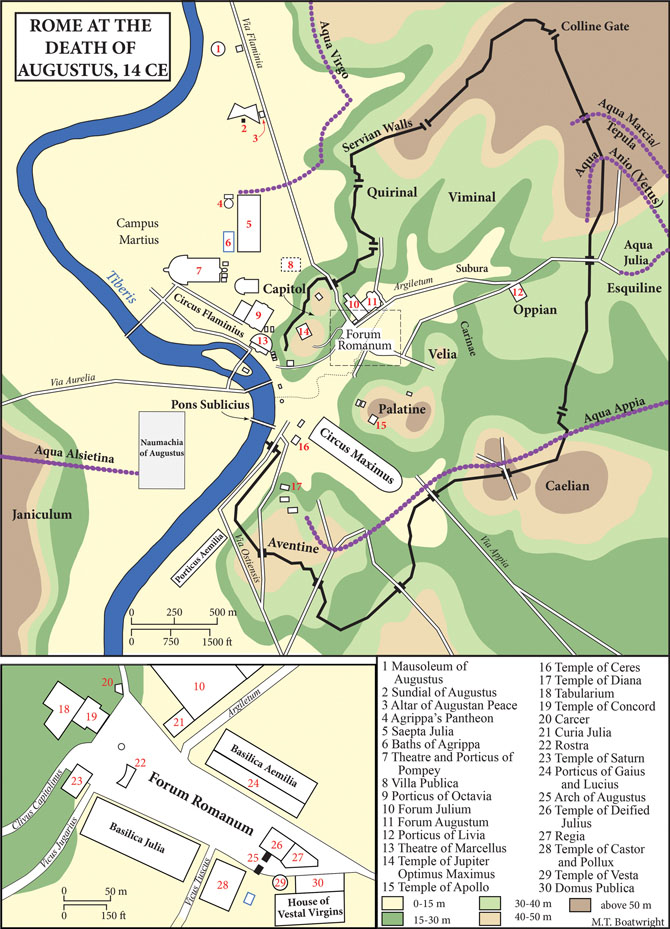 ROME AT THE
DEATH OF
AUGUSTUS, 14 CE
Colline Gate
Via Flaminia
Aqua Virgo
1
2
3
Servian Walls
Aqua Marcia/
Tepula
Aqua Anio (Vetus)
Quirinal
Viminal
4
5
6
Campus
Martius
Aqua
Julia
7
8
Tiberis
Capitol
Argiletum
Subura
Esquiline
10
11
12
Oppian
9
Circus Flaminius
13
14
Forum
Romanum
Carinae
Velia
Via Aurelia
Pons Sublicius
Palatine
15
Aqua Appia
Naumachia
of Augustus
Aqua Alsietina
16
Circus Maximus
Caelian
17
Janiculum
Porticus Aemilia
Via Ostiensis
Aventine
Via Appia
0 250 500 m
0 750 1500 ft
20
10
18
19
21
Argiletum
22
Basilica Aemilia
24
23
Forum Romanum
Clivus Capitolinus
Vicus Jugarius
Basilica Julia
26
27
25
Vicus Tuscus
28
29
30
House of
Vestal Virgins
0 50 m
0 150 ft
1 Mausoleum of
Augustus
2 Sundial of Augustus
3 Altar of Augustan Peace
4 Agrippa's Pantheon
5 Saepta Julia
6 Baths of Agrippa
7 Theatre and Porticus of
Pompey
8 Villa Publica
9 Porticus of Octavia
10 Forum Julium
11 Forum Augustum
12 Porticus of Livia
13 Theatre of Marcellus
14 Temple of Jupiter
Optimus Maximus
15 Temple of Apollo
16 Temple of Ceres
17 Temple of Diana
18 Tabularium
19 Temple of Concord
20 Carcer
21 Curia Julia
22 Rostra
23 Temple of Saturn
24 Porticus of Gaius
and Lucius
25 Arch of Augustus
26 Temple of Deified
Julius
27 Regia
28 Temple of Castor
and Pollux
29 Temple of Vesta
30 Domus Publica
0-15 m
30-40 m
above 50 m
15-30 m
40-50 m
M.T. Boatwright